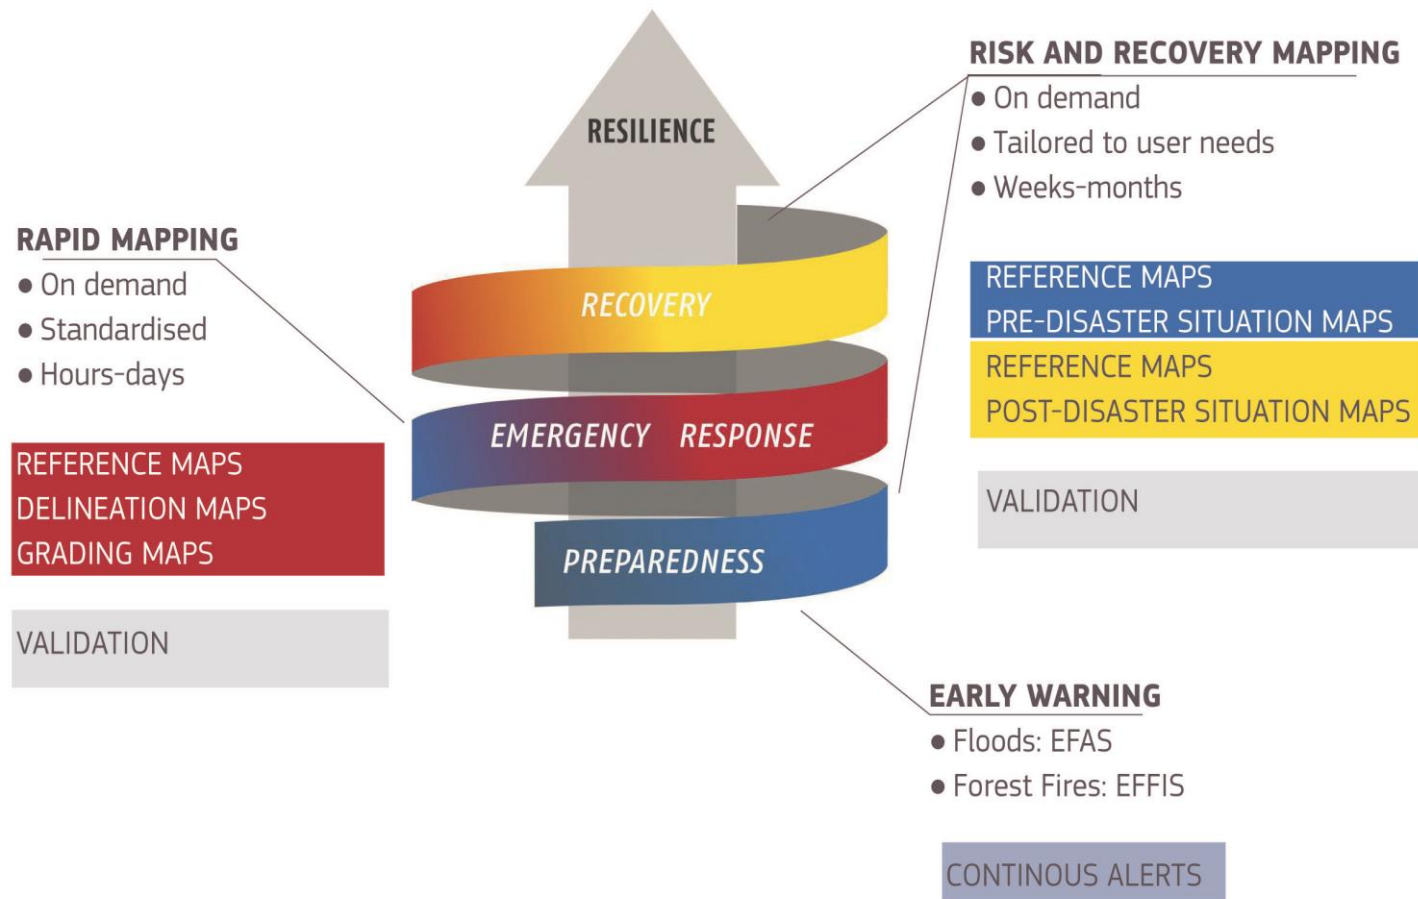 RISK AND RECOVERY MAPPING
● On demand
● Tailored to user needs
● Weeks-months
RESILIENCE
RAPID MAPPING
● On demand
● Standardised
● Hours-days
REFERENCE MAPS
PRE-DISASTER SITUATION MAPS
REFERENCE MAPS
POST-DISASTER SITUATION MAPS
VALIDATION
RECOVERY
EMERGENCY RESPONSE
PREPAREDNESS
REFERENCE MAPS
DELINEATION MAPS
GRADING MAPS
VALIDATION
EARLY WARNING
● Floods: EFAS
● Forest Fires: EFFIS
CONTINOUS ALERTS